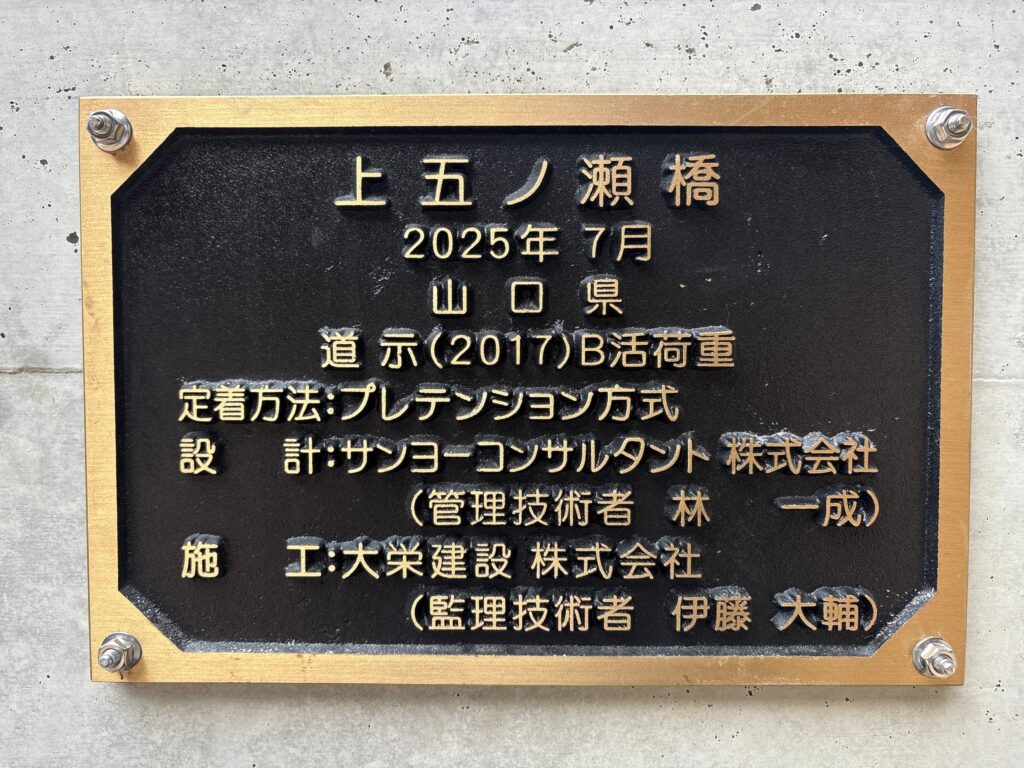 上五ノ瀬橋
2025年 7月
山口県
道示(2017)B活荷重
定着方法:プレテンション方式
設 計:サンヨーコンサルタント 株式会社
(管理技術者 林 一成)
施 工:大栄建設 株式会社
(監理技術者 伊藤 大輔)